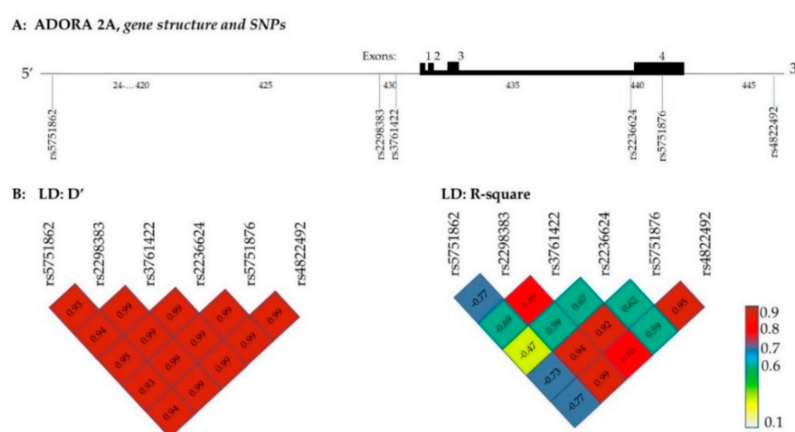 A: ADORA 2A, gene structure and SNPs
Exons: 1 2 3 4
5′ 3
24-... 420 425 430 435 440 445
rs5751862 rs2298383 rs3761422 rs2236624 rs5751876 rs4822492
B: LD: D′ LD: R-square
rs5751862 rs2298383 rs3761422 rs2236624 rs5751876 rs4822492
rs5751862 rs2298383 rs3761422 rs2236624 rs5751876 rs4822492
0.93 0.99 0.99 0.99 0.99
0.94 0.99 0.99 0.99
0.95 0.99 0.99
0.93 0.99
0.94
-0.77 0.67 0.62 0.95
-0.69 0.59 0.92 0.59
-0.47 0.94
-0.73 0.99
-0.77
0.9
0.8
0.7
0.6
0.1